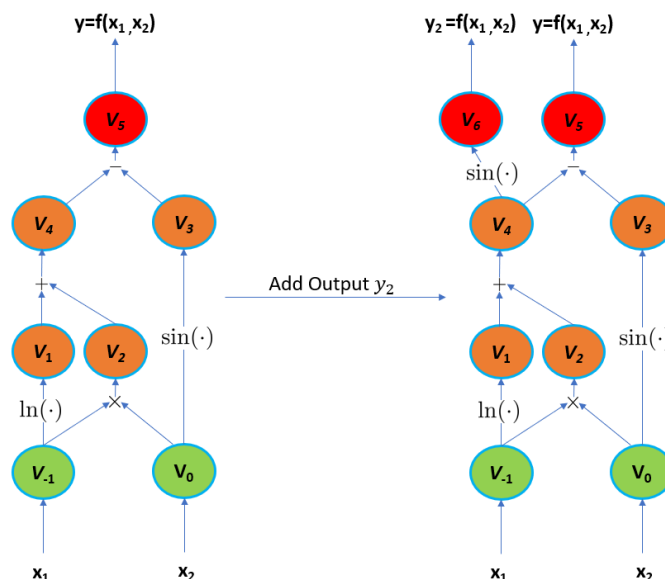 y=f(x₁,x₂)
y₂ =f(x₁,x₂)
y=f(x₁,x₂)
V₅
V₆
V₅
−
sin(·)
−
V₄
V₃
V₄
V₃
+
Add Output y₂
+
V₁
V₂
sin(·)
V₁
V₂
sin(·)
ln(·)
×
ln(·)
×
V₋₁
V₀
V₋₁
V₀
x₁
x₂
x₁
x₂